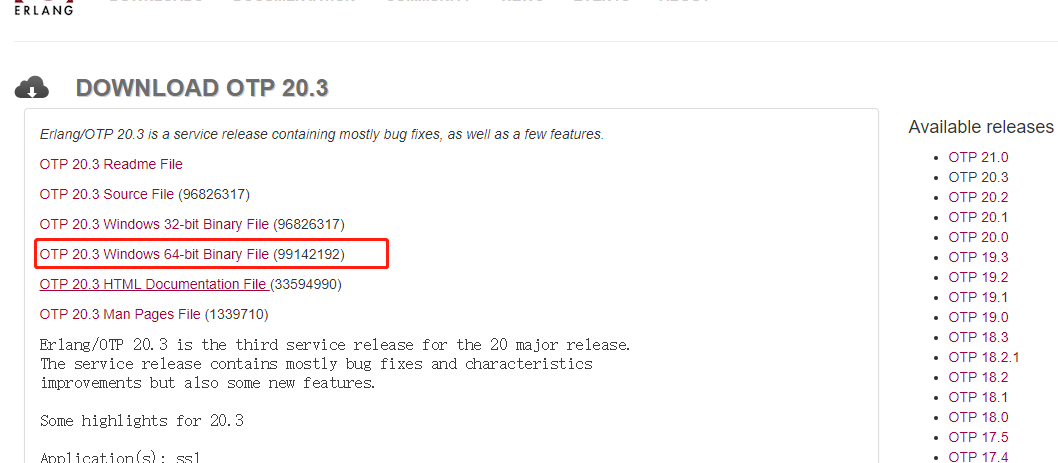 ERLANG
DOWNLOAD OTP 20.3
Erlang/OTP 20.3 is a service release containing mostly bug fixes, as well as a few features.
OTP 20.3 Readme File
OTP 20.3 Source File (96826317)
OTP 20.3 Windows 32-bit Binary File (96826317)
OTP 20.3 Windows 64-bit Binary File (99142192)
OTP 20.3 HTML Documentation File (33594990)
OTP 20.3 Man Pages File (1339710)
Erlang/OTP 20.3 is the third service release for the 20 major release.
The service release contains mostly bug fixes and characteristics
improvements but also some new features.
Some highlights for 20.3
Application(s): ssl
Available releases
OTP 21.0
OTP 20.3
OTP 20.2
OTP 20.1
OTP 20.0
OTP 19.3
OTP 19.2
OTP 19.1
OTP 19.0
OTP 18.3
OTP 18.2.1
OTP 18.2
OTP 18.1
OTP 18.0
OTP 17.5
OTP 17.4